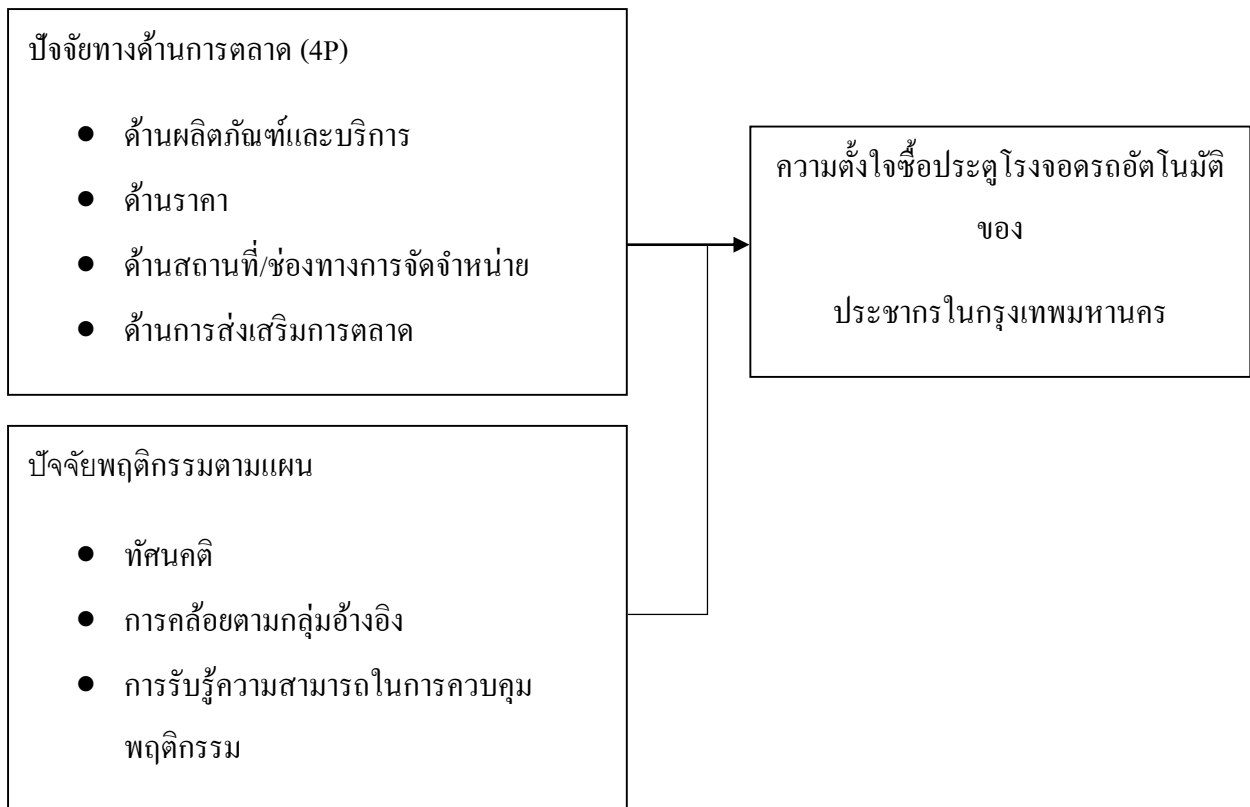 ปัจจัยทางด้านการตลาด (4P)
● ด้านผลิตภัณฑ์และบริการ
● ด้านราคา
● ด้านสถานที่/ช่องทางการจัดจำหน่าย
● ด้านการส่งเสริมการตลาด
ความตั้งใจซื้อประตูโรงจอดรถอัตโนมัติ
ของ
ประชากรในกรุงเทพมหานคร
ปัจจัยพฤติกรรมตามแผน
● ทัศนคติ
● การคล้อยตามกลุ่มอ้างอิง
● การรับรู้ความสามารถในการควบคุม
พฤติกรรม